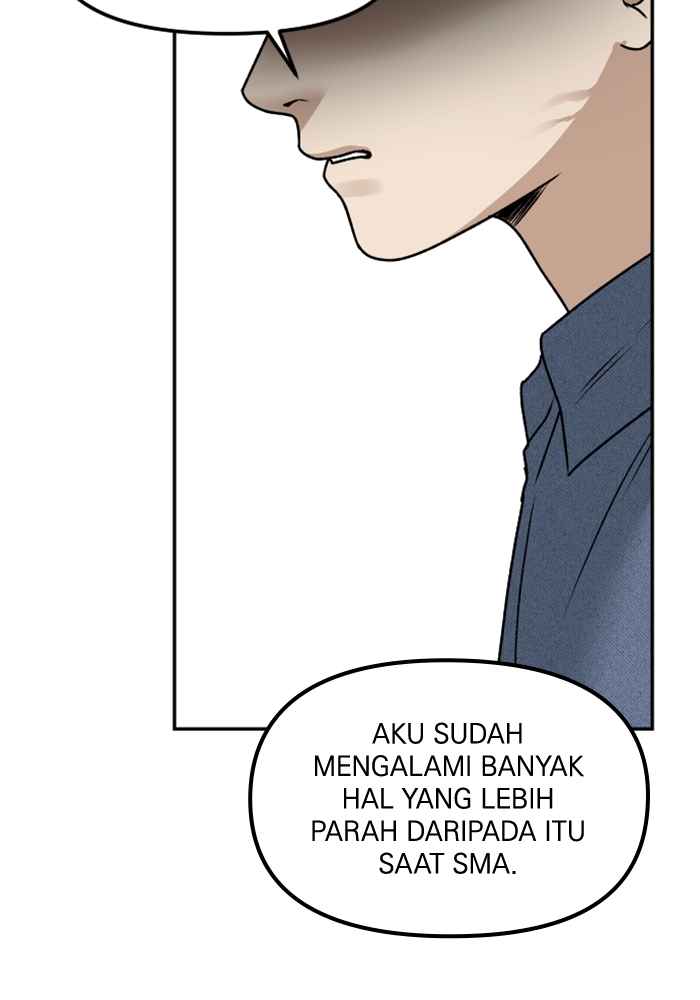 AKU SUDAH
MENGALAMI BANYAK
HAL YANG LEBIH
PARAH DARIPADA ITU
SAAT SMA.